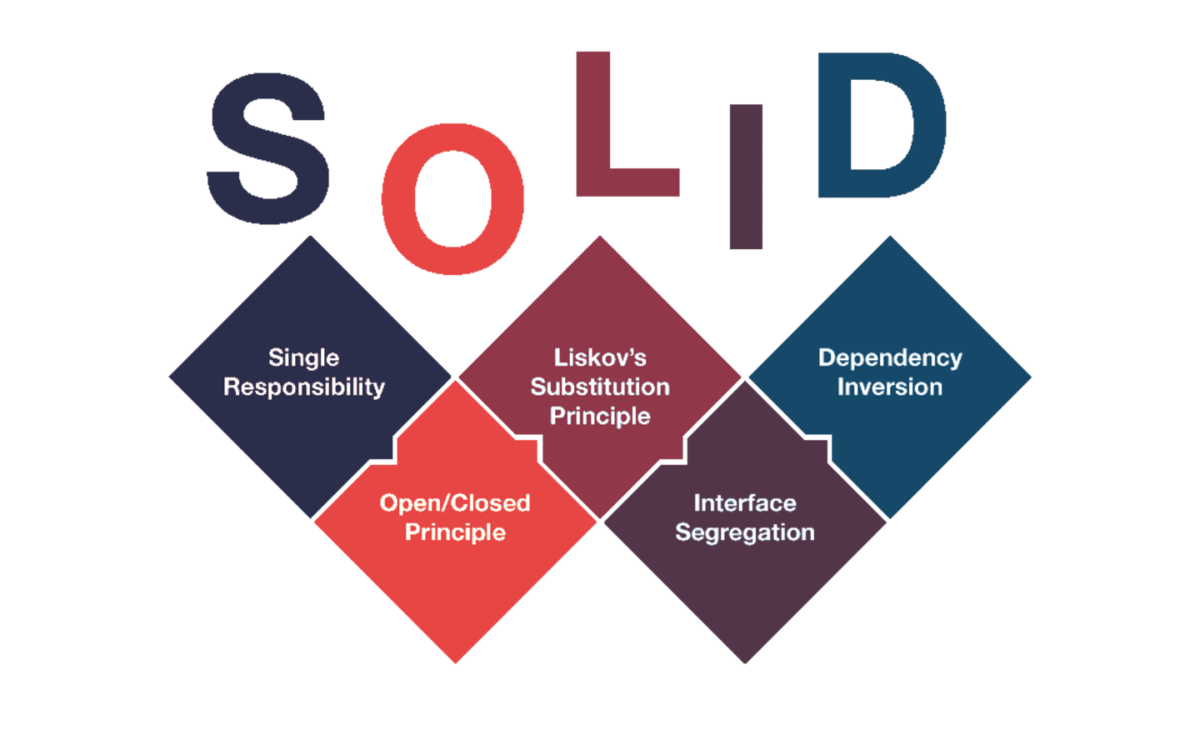 SOLID
Single
Responsibility
Liskov’s
Substitution
Principle
Dependency
Inversion
Open/Closed
Principle
Interface
Segregation